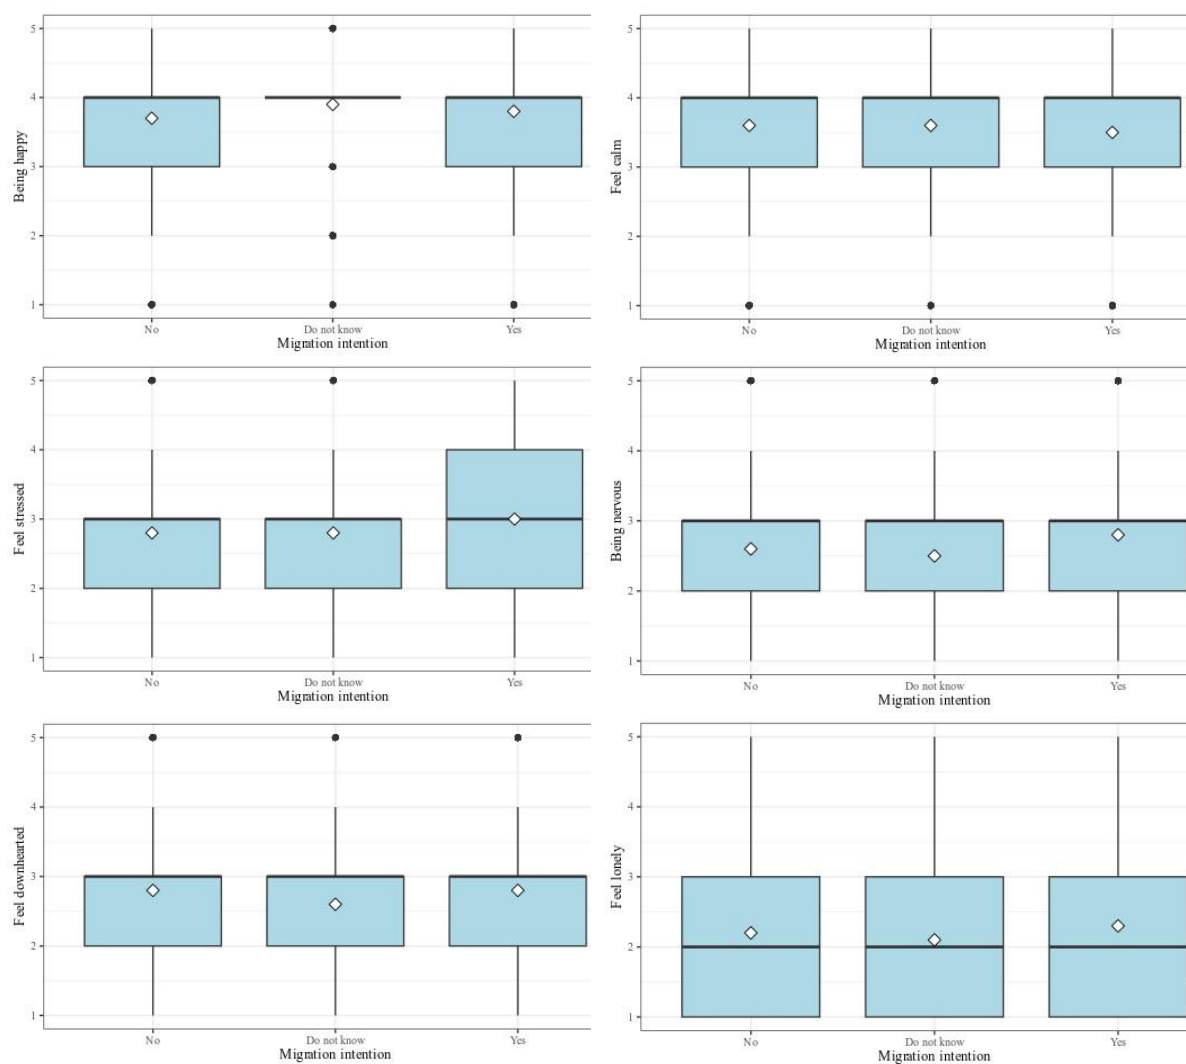 Being happy
5
4
3
2
1
No Do not know Yes
Migration intention
Feel calm
5
4
3
2
1
No Do not know Yes
Migration intention
Feel stressed
5
4
3
2
1
No Do not know Yes
Migration intention
Being nervous
5
4
3
2
1
No Do not know Yes
Migration intention
Feel downhearted
5
4
3
2
1
No Do not know Yes
Migration intention
Feel lonely
5
4
3
2
1
No Do not know Yes
Migration intention